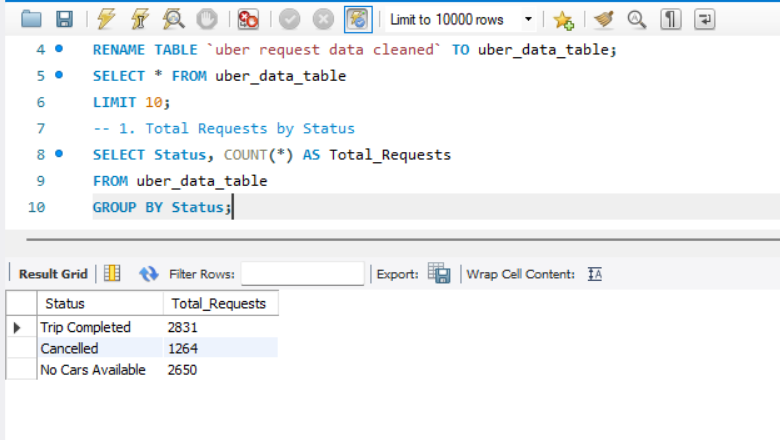 Limit to 10000 rows
4 RENAME TABLE `uber request data cleaned` TO uber_data_table;
5 SELECT * FROM uber_data_table
6 LIMIT 10;
7 -- 1. Total Requests by Status
8 SELECT Status, COUNT(*) AS Total_Requests
9 FROM uber_data_table
10 GROUP BY Status;
Result Grid Filter Rows: Export: Wrap Cell Content:
Status Total_Requests
Trip Completed 2831
Cancelled 1264
No Cars Available 2650